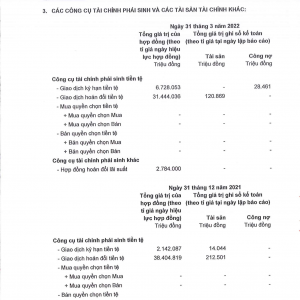 3. CÁC CÔNG CỤ TÀI CHÍNH PHÁI SINH VÀ CÁC TÀI SẢN TÀI CHÍNH KHÁC:
Ngày 31 tháng 3 năm 2022
Tổng giá trị của hợp đồng (theo tỉ giá ngày hiệu lực hợp đồng)
Tổng giá trị ghi sổ kế toán (theo tỉ giá tại ngày lập báo cáo)
Tài sản Công nợ
Triệu đồng Triệu đồng Triệu đồng
Công cụ tài chính phái sinh tiền tệ
- Giao dịch kỳ hạn tiền tệ 6.728.053 - 28.461
- Giao dịch hoán đổi tiền tệ 31.444.036 120.869 -
- Mua quyền chọn tiền tệ - - -
+ Mua quyền chọn Mua - - -
+ Mua quyền chọn Bán - - -
- Bán quyền chọn tiền tệ - - -
+ Bán quyền chọn Mua - - -
+ Bán quyền chọn Bán - - -
Công cụ tài chính phái sinh khác
- Hợp đồng hoán đổi lãi suất 2.784.000 - -
Ngày 31 tháng 12 năm 2021
Tổng giá trị của hợp đồng (theo tỉ giá ngày hiệu lực hợp đồng)
Tổng giá trị ghi sổ kế toán (theo tỉ giá tại ngày lập báo cáo)
Tài sản Công nợ
Triệu đồng Triệu đồng Triệu đồng
Công cụ tài chính phái sinh tiền tệ
- Giao dịch kỳ hạn tiền tệ 2.142.087 14.044 -
- Giao dịch hoán đổi tiền tệ 38.404.819 212.501 -
- Mua quyền chọn tiền tệ - - -
+ Mua quyền chọn Mua - - -
+ Mua quyền chọn Bán - - -
- Bán quyền chọn tiền tệ - - -